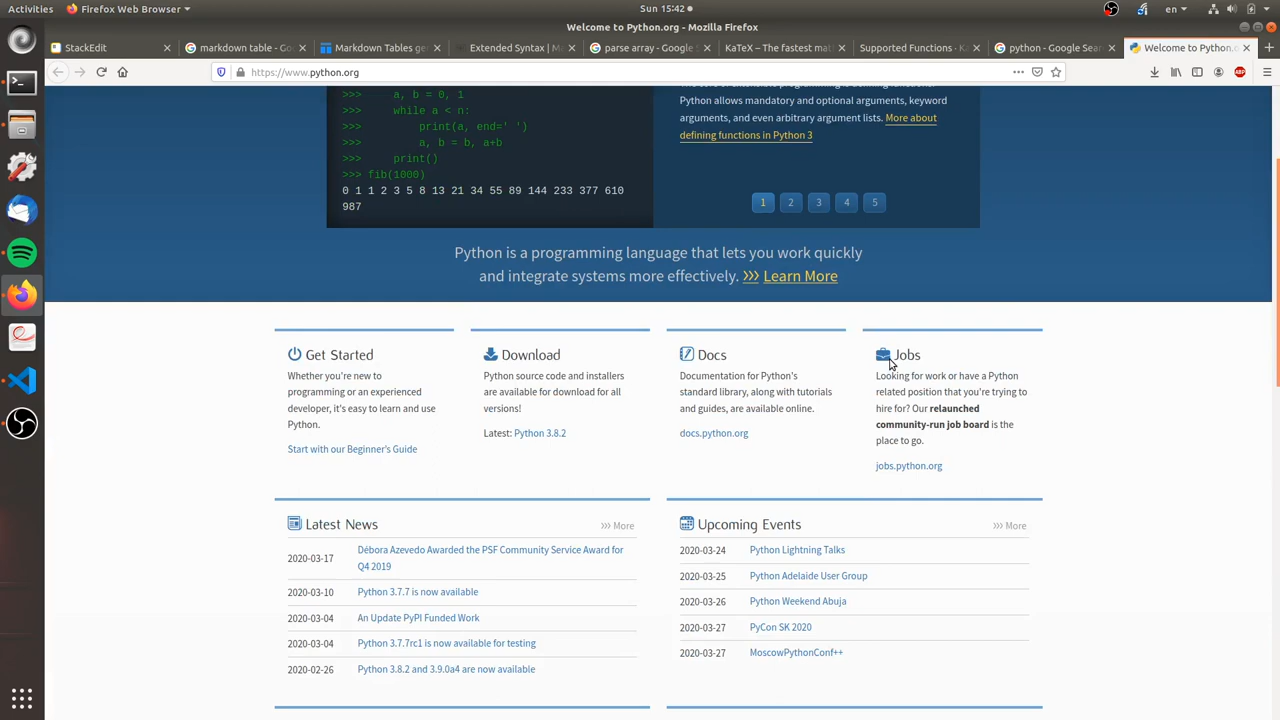 Activities
Firefox Web Browser
Sun 15:42
en
Welcome to Python.org - Mozilla Firefox
StackEdit
markdown table - Go
Markdown Tables ge
Extended Syntax | M
parse array - Google
KaTeX – The fastest ma
Supported Functions · Ka
python - Google Sea
Welcome to Python.o
https://www.python.org
ABP
>>>     a, b = 0, 1
>>>     while a < n:
>>>         print(a, end=' ')
>>>         a, b = b, a+b
>>>     print()
>>> fib(1000)
0 1 1 2 3 5 8 13 21 34 55 89 144 233 377 610
987
Python allows mandatory and optional arguments, keyword
arguments, and even arbitrary argument lists. More about
defining functions in Python 3
1 2 3 4 5
Python is a programming language that lets you work quickly
and integrate systems more effectively. >>> Learn More
Get Started
Whether you're new to
programming or an experienced
developer, it's easy to learn and use
Python.
Start with our Beginner's Guide
Download
Python source code and installers
are available for download for all
versions!
Latest: Python 3.8.2
Docs
Documentation for Python's
standard library, along with tutorials
and guides, are available online.
docs.python.org
Jobs
Looking for work or have a Python
related position that you're trying to
hire for? Our relaunched
community-run job board is the
place to go.
jobs.python.org
Latest News
>>> More
2020-03-17 Débora Azevedo Awarded the PSF Community Service Award for
Q4 2019
2020-03-10 Python 3.7.7 is now available
2020-03-04 An Update PyPI Funded Work
2020-03-04 Python 3.7.7rc1 is now available for testing
2020-02-26 Python 3.8.2 and 3.9.0a4 are now available
Upcoming Events
>>> More
2020-03-24 Python Lightning Talks
2020-03-25 Python Adelaide User Group
2020-03-26 Python Weekend Abuja
2020-03-27 PyCon SK 2020
2020-03-27 MoscowPythonConf++